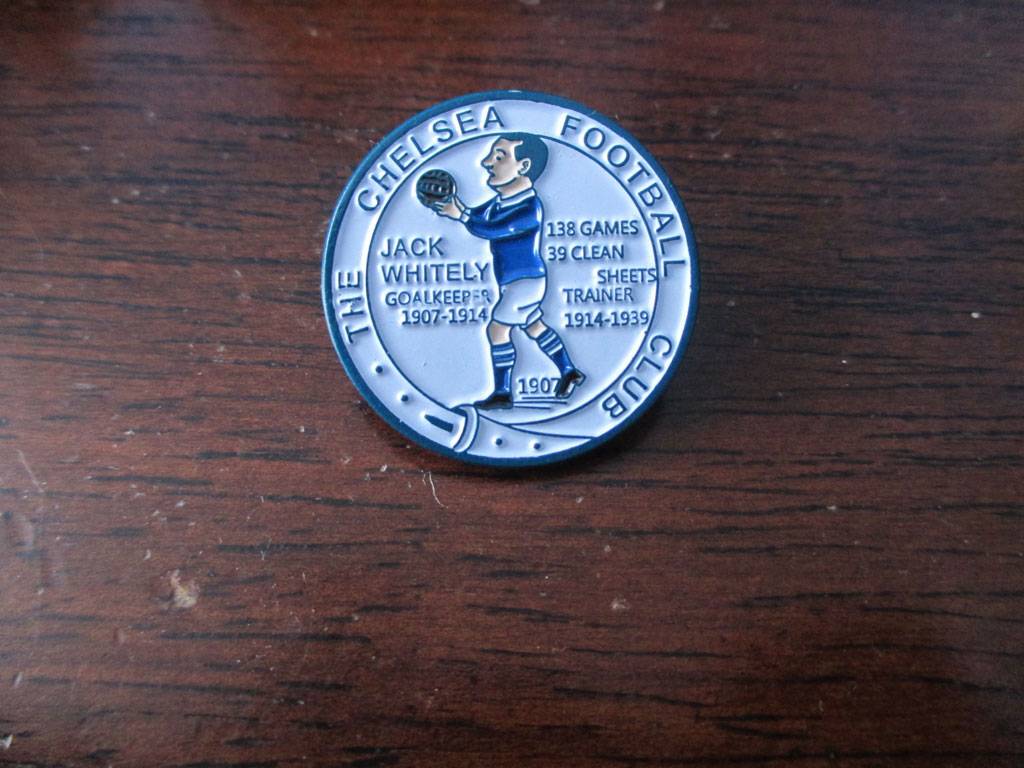 THE CHELSEA FOOTBALL CLUB
JACK
WHITELY
GOALKEEPER
1907-1914
138 GAMES
39 CLEAN
SHEETS
TRAINER
1914-1939
1907